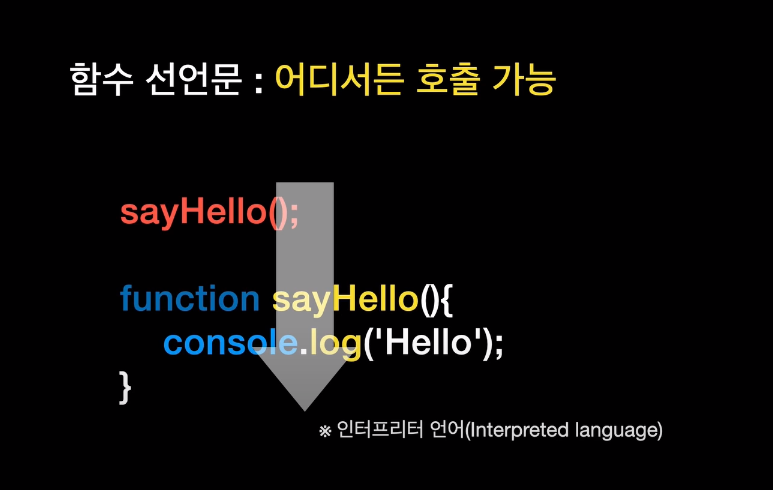 함수 선언문 : 어디서든 호출 가능
sayHello();
function sayHello(){
console.log('Hello');
}
※ 인터프리터 언어(Interpreted language)